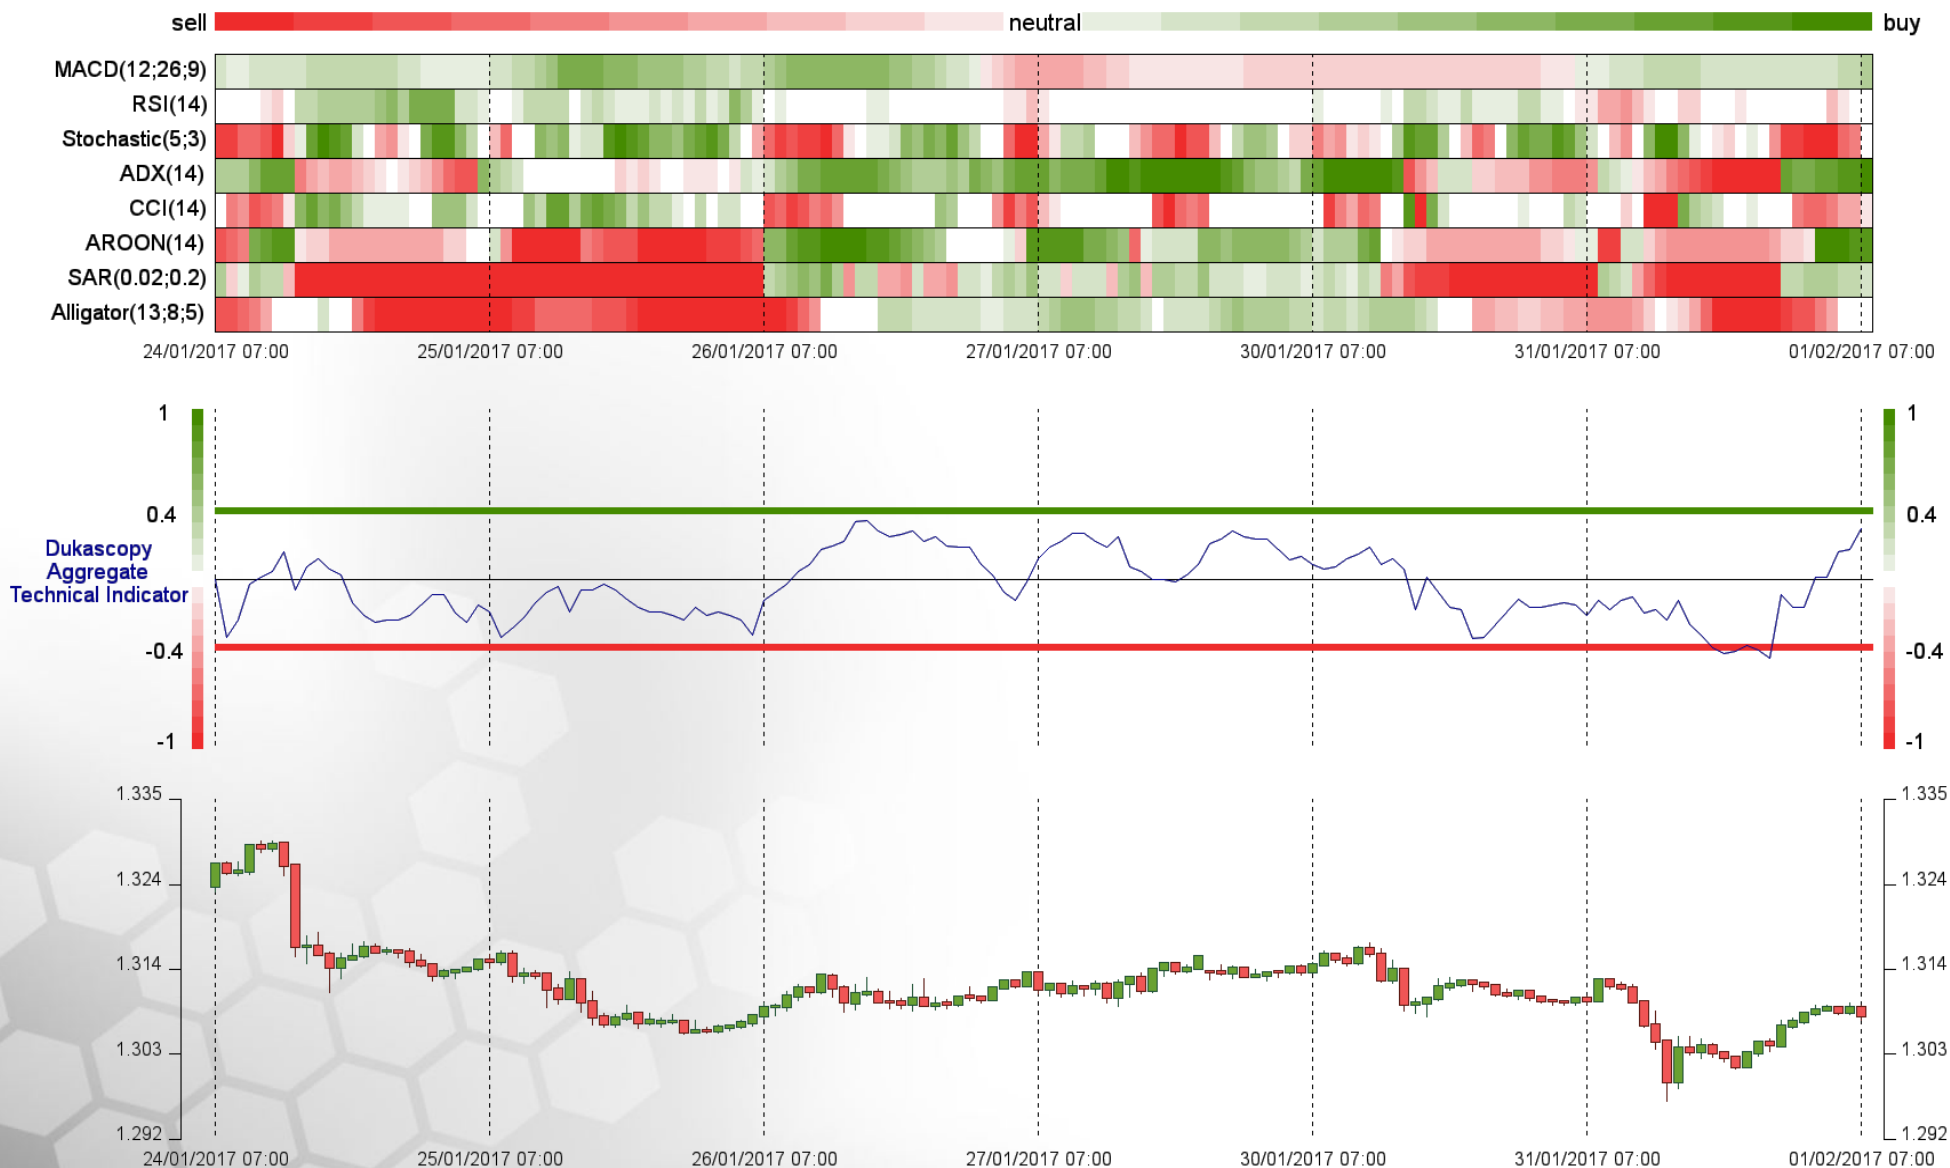 sell neutral buy
MACD(12;26;9)
RSI(14)
Stochastic(5;3)
ADX(14)
CCI(14)
AROON(14)
SAR(0.02;0.2)
Alligator(13;8;5)
24/01/2017 07:00 25/01/2017 07:00 26/01/2017 07:00 27/01/2017 07:00 30/01/2017 07:00 31/01/2017 07:00 01/02/2017 07:00
1 1
0.4 0.4
Dukascopy
Aggregate
Technical Indicator
-0.4 -0.4
-1 -1
1.335 1.335
1.324 1.324
1.314 1.314
1.303 1.303
1.292 1.292
24/01/2017 07:00 25/01/2017 07:00 26/01/2017 07:00 27/01/2017 07:00 30/01/2017 07:00 31/01/2017 07:00 01/02/2017 07:00